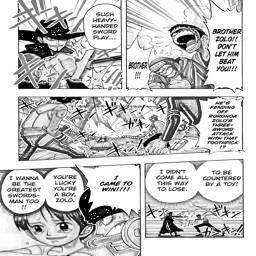 BROTHER
ZOLO!!
DON'T
LET HIM
BEAT
YOU!!!
BROTHER
!!!
SUCH
HEAVY-
HANDED
SWORD
PLAY...
HE'S
FENDING
OFF
RORONOA
ZOLO'S
THREE-
SWORD
ATTACK
WITH THAT
TOOTHPICK
!?
TO BE
COUNTERED
BY A TOY!
I DIDN'T
COME ALL
THIS WAY
TO LOSE.
I
CAME TO
WIN!!!!
YOU'RE
LUCKY
YOU'RE
A BOY,
ZOLO.
I WANNA BE
THE
GREATEST
SWORDS-
MAN TOO
!!